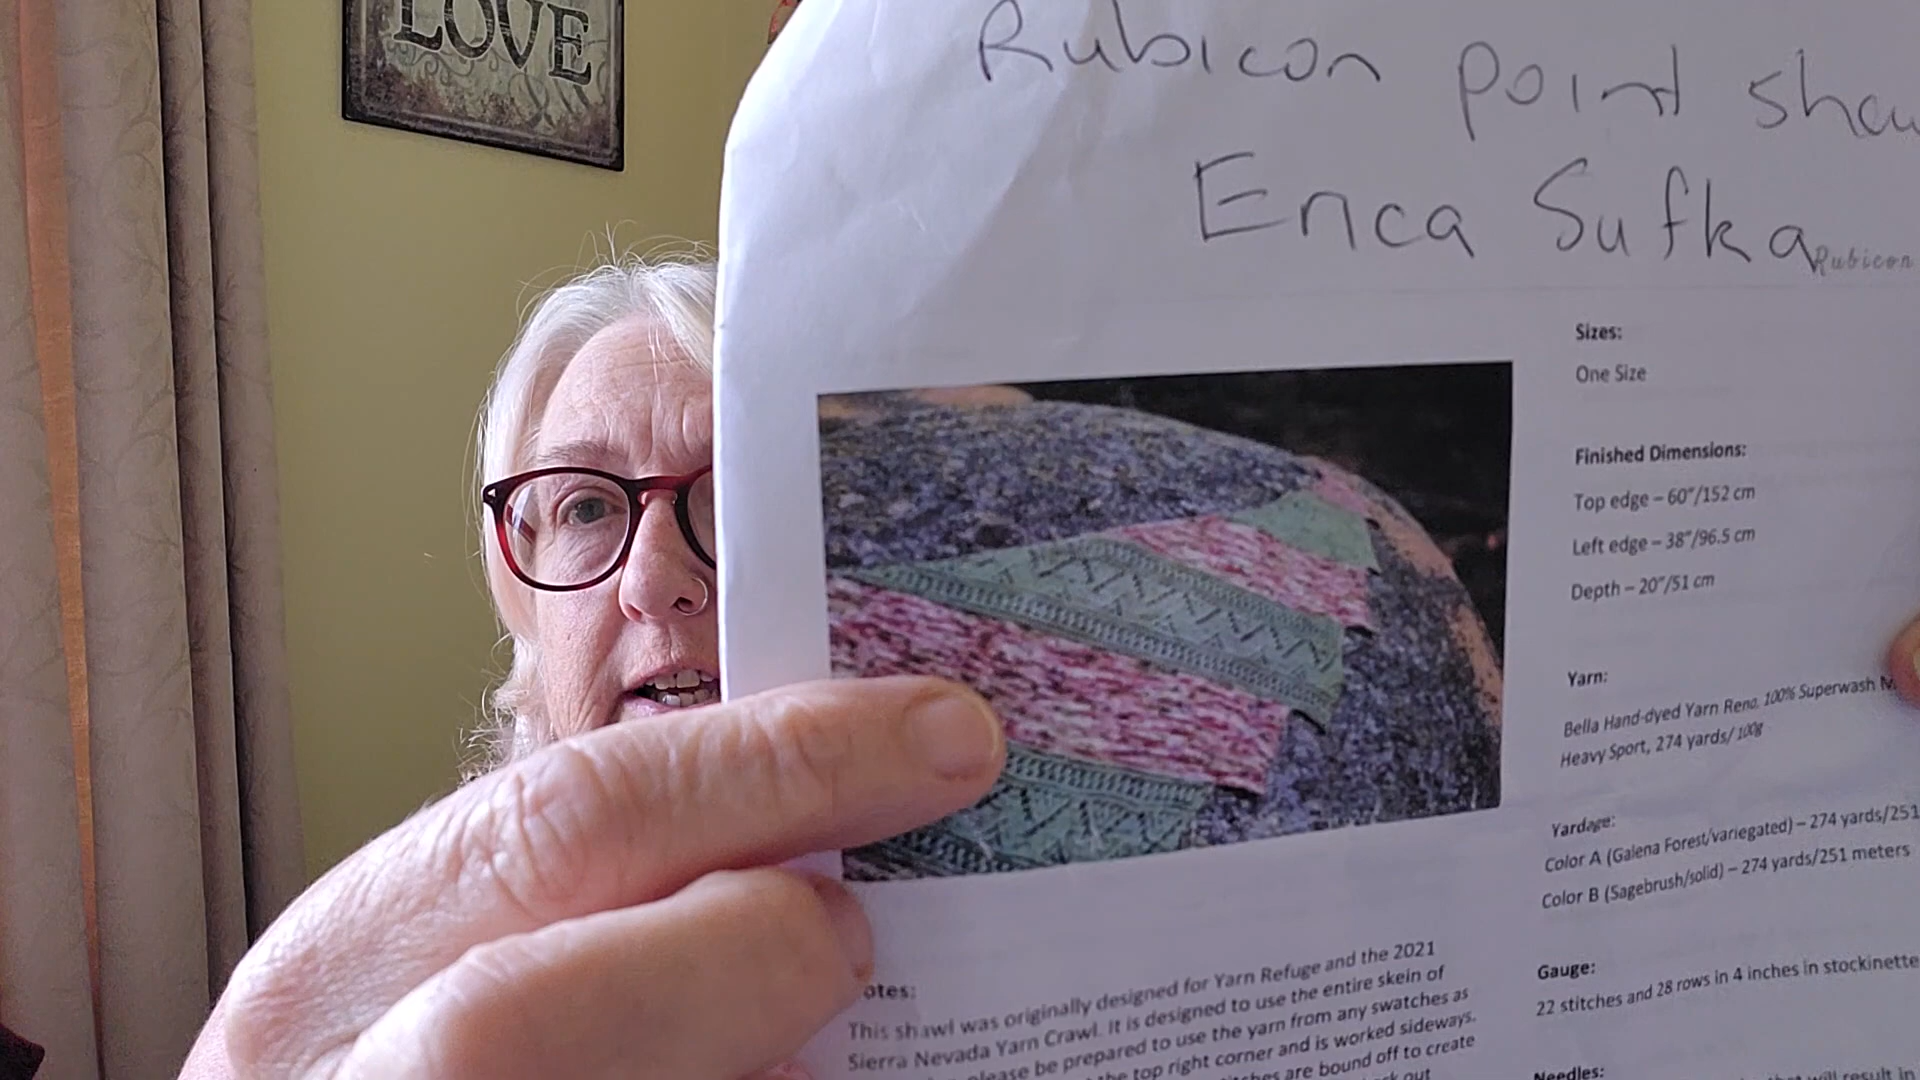 LOVE
Rubicon Point
Erica Sufka
Rubicon
Sizes:
One Size
Finished Dimensions:
Top edge – 60"/152 cm
Left edge – 38"/96.5 cm
Depth – 20"/51 cm
Yarn:
Bella Hand-dyed Yarn Reno, 100% Superwash
Heavy Sport, 274 yards/ 100g
Yardage:
Color A (Galena Forest/variegated) – 274 yards/251
Color B (Sagebrush/solid) – 274 yards/251 meters
Gauge:
22 stitches and 28 rows in 4 inches in stockinette
Needles:
will result in
otes:
This shawl was originally designed for Yarn Refuge and the 2021
Sierra Nevada Yarn Crawl. It is designed to use the entire skein of
please be prepared to use the yarn from any swatches as
the top right corner and is worked sideways.
are bound off to create
out